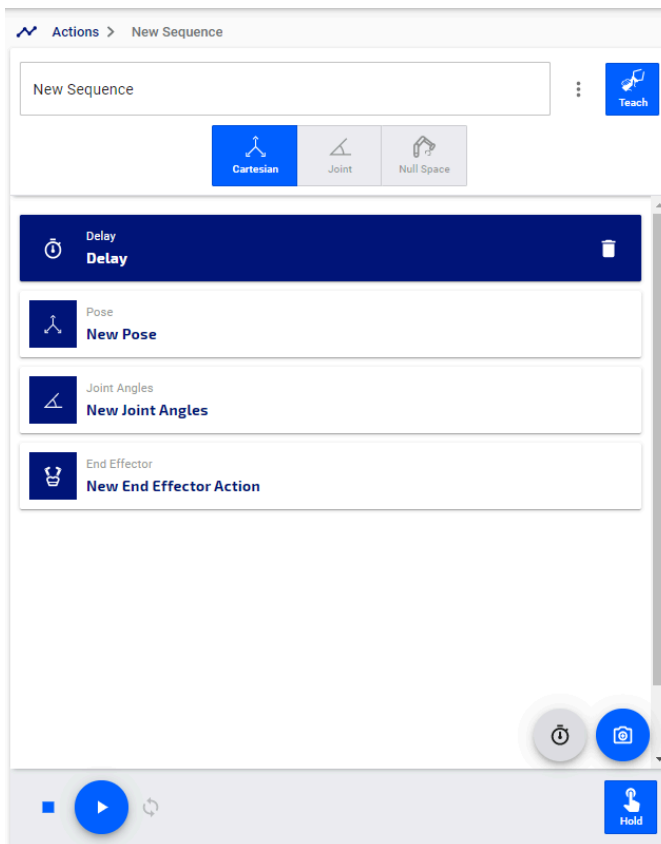 Actions > New Sequence
New Sequence
Teach
Cartesian
Joint
Null Space
Delay
Delay
Pose
New Pose
Joint Angles
New Joint Angles
End Effector
New End Effector Action
Hold